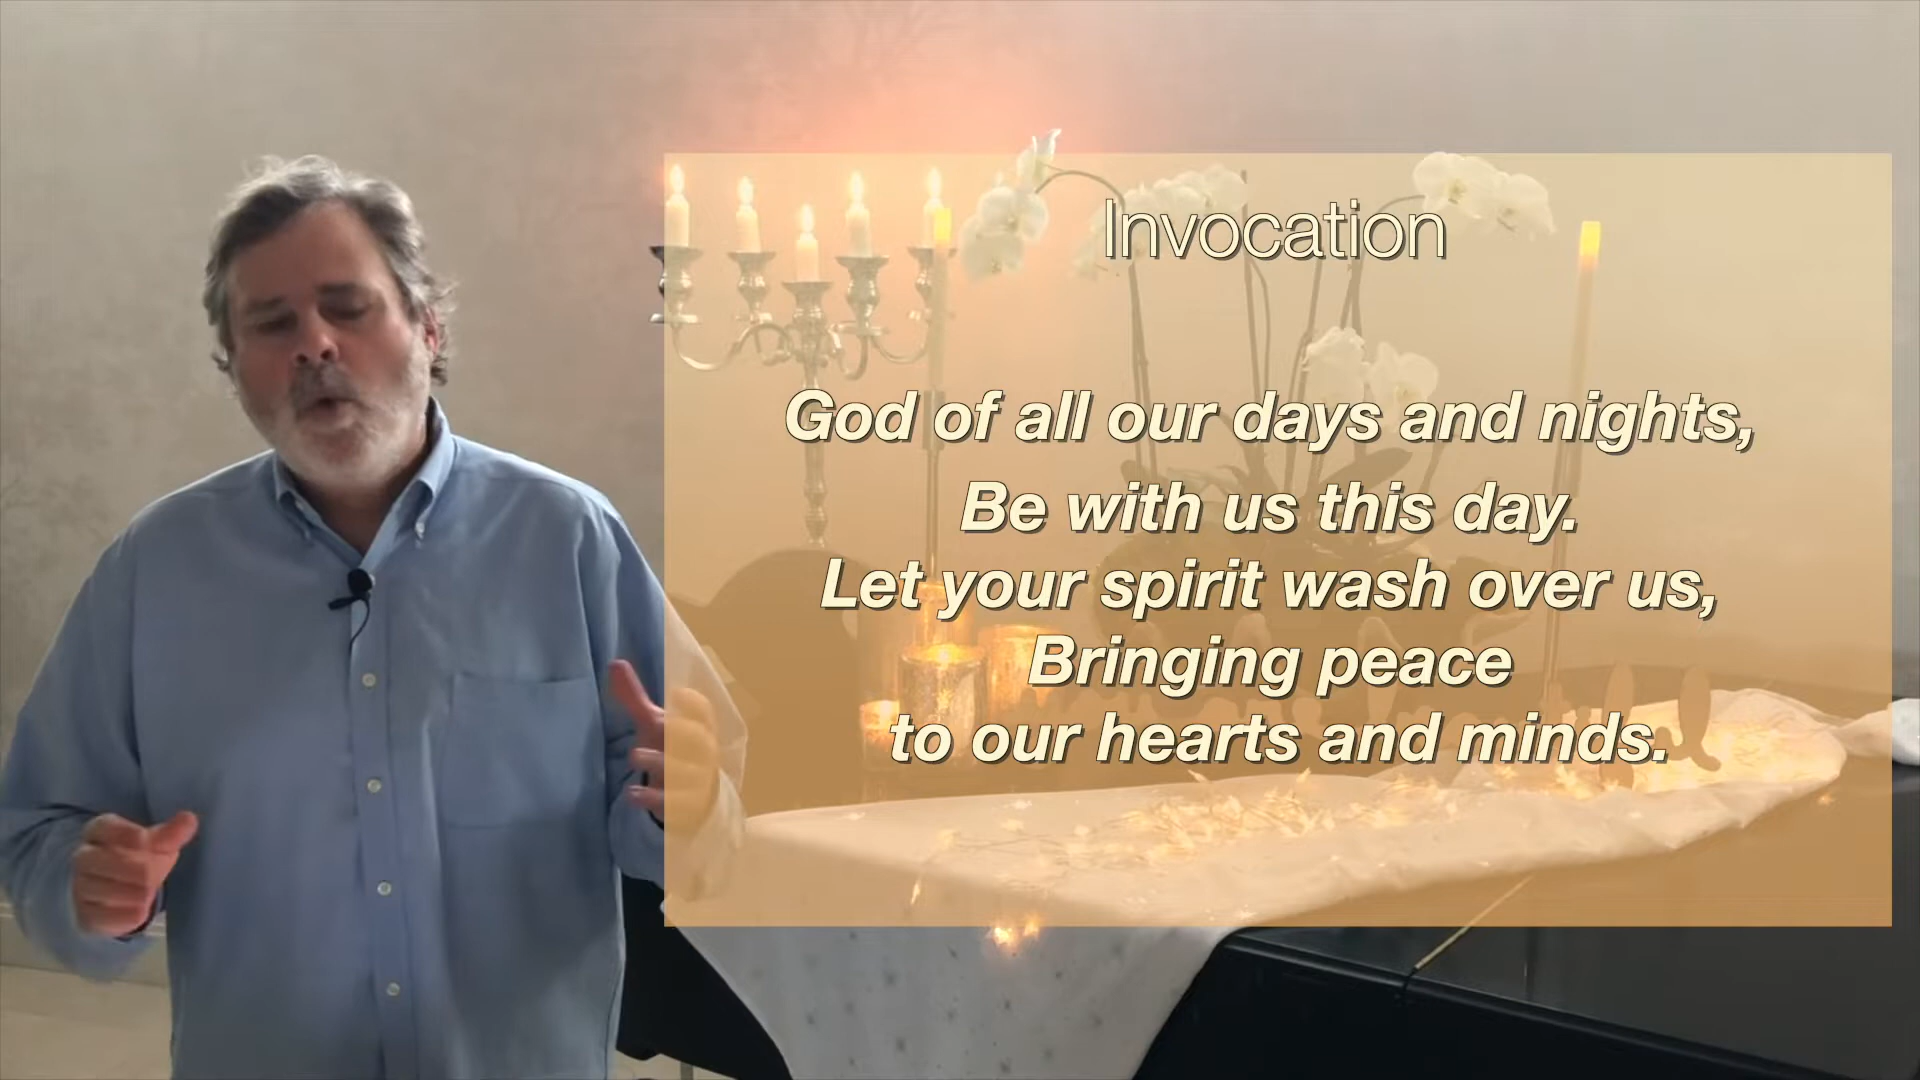 Invocation
God of all our days and nights,
Be with us this day.
Let your spirit wash over us,
Bringing peace
to our hearts and minds.